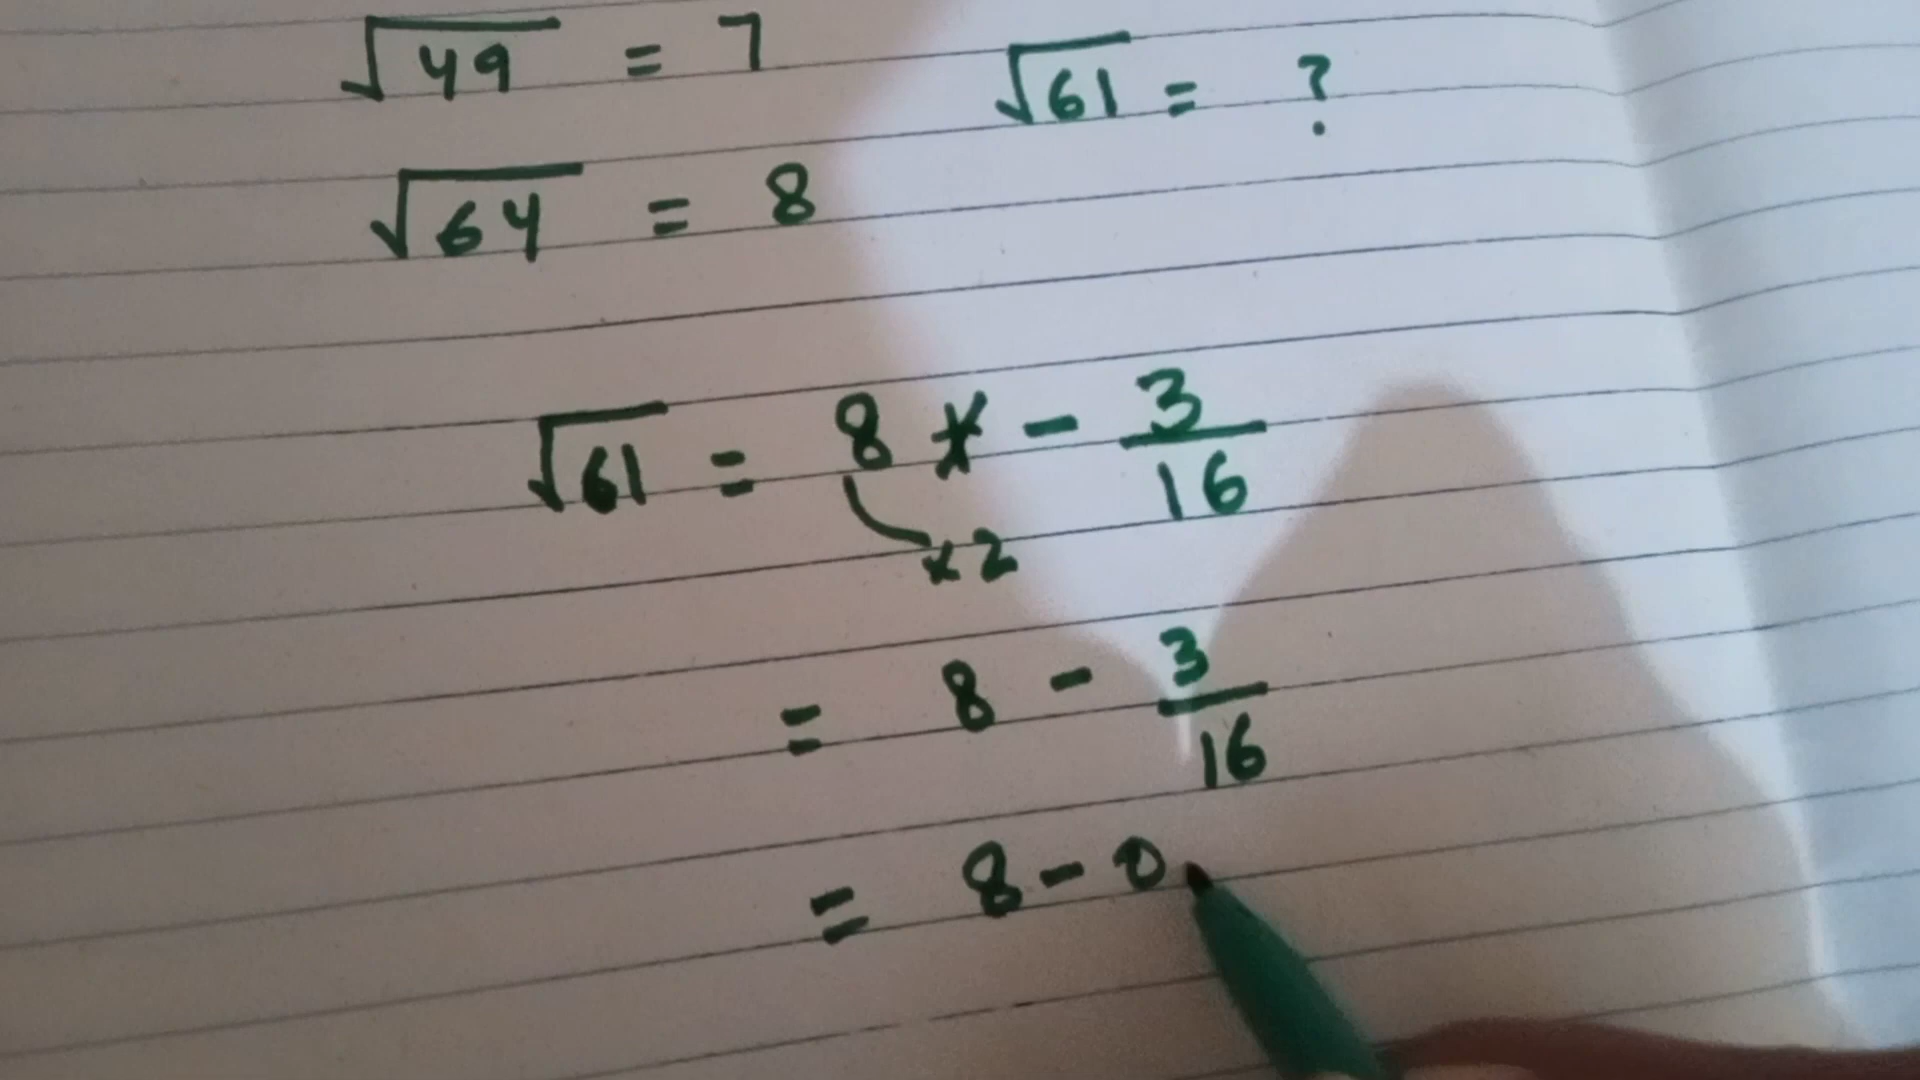 √49 = 7
√61 = ?
√64 = 8
√61 = 8 - 3/16
×2
= 8 - 3/16
= 8 - 0.